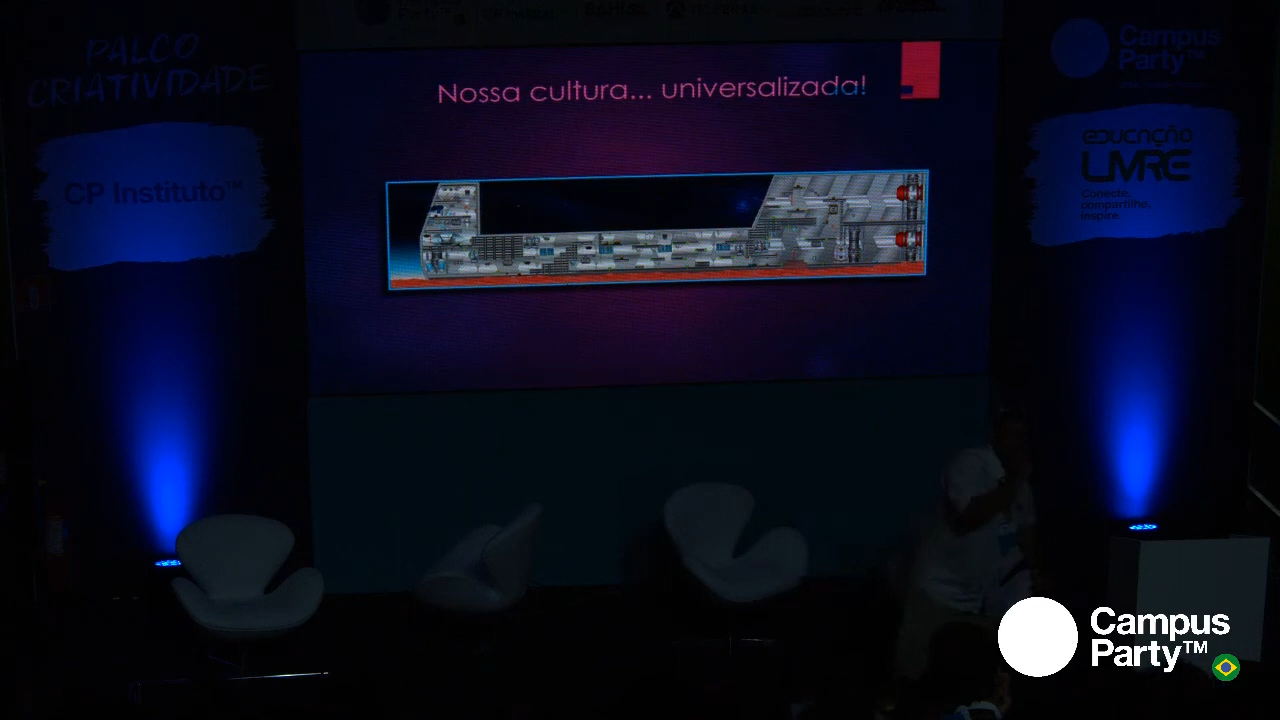 PALCO
CRIATIVIDADE
CP Instituto™
Nossa cultura... universalizada!
Campus
Party™
EDUCAÇÃO
LIVRE
Conecte.
compartilhe.
inspire.
Campus
Party™